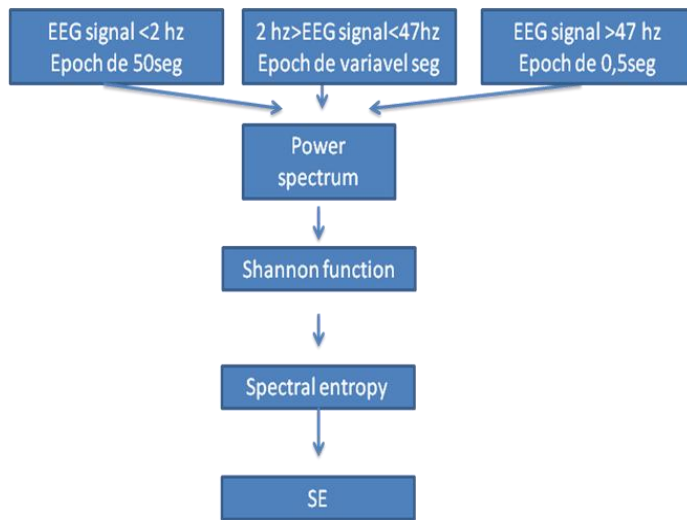 EEG signal <2 hz
Epoch de 50seg
2 hz>EEG signal<47hz
Epoch de variavel seg
EEG signal >47 hz
Epoch de 0,5seg
Power
spectrum
Shannon function
Spectral entropy
SE